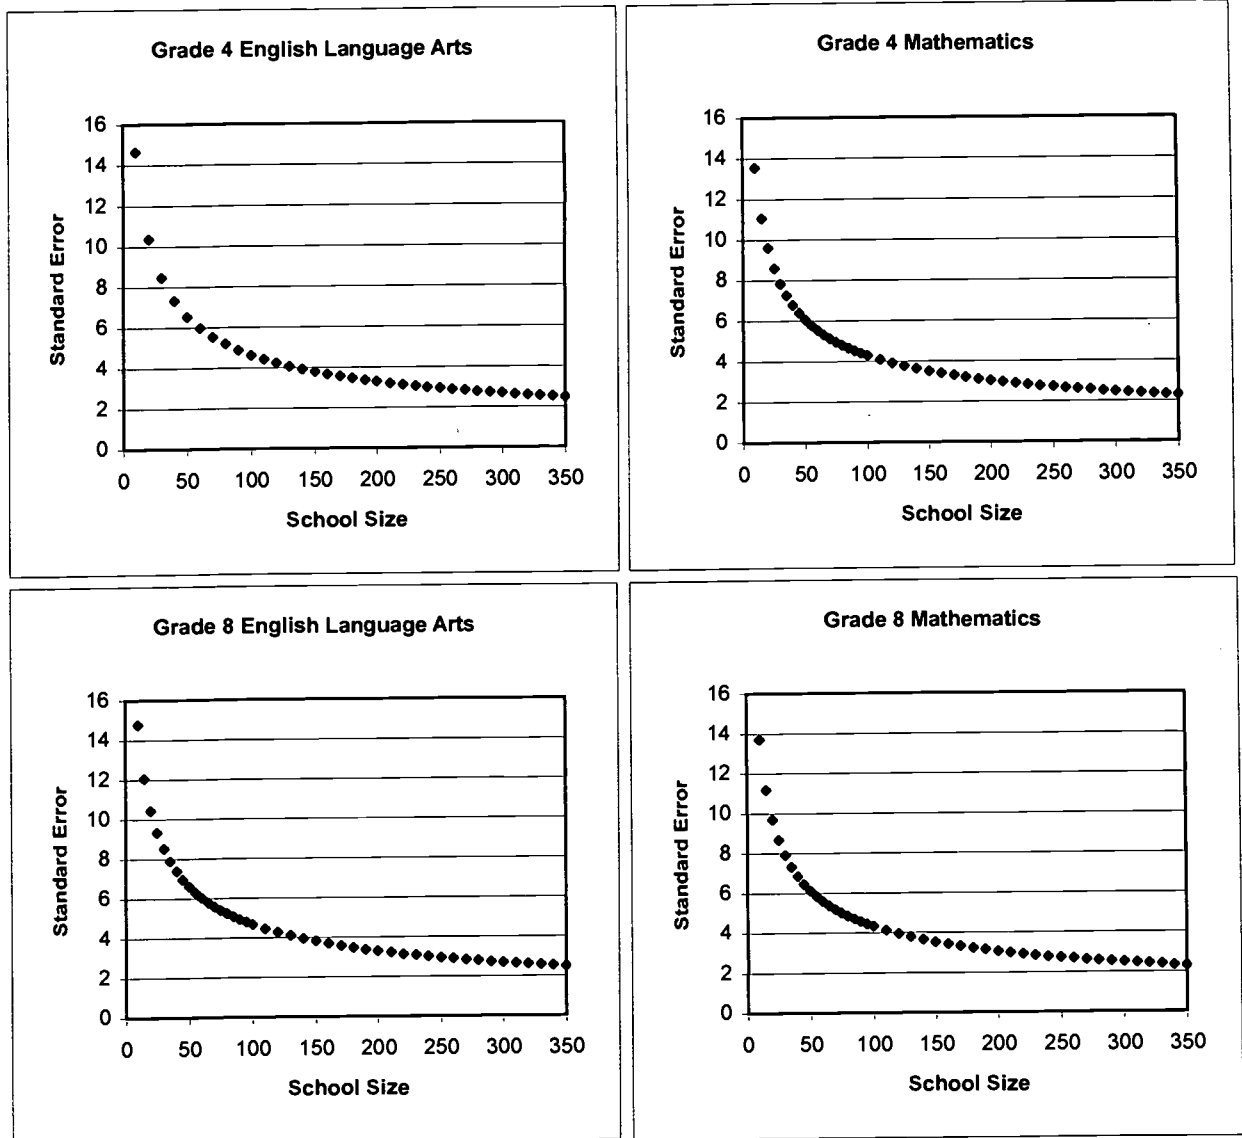 Grade 4 English Language Arts
Standard Error
16
14
12
10
8
6
4
2
0
0 50 100 150 200 250 300 350
School Size
Grade 4 Mathematics
Standard Error
16
14
12
10
8
6
4
2
0
0 50 100 150 200 250 300 350
School Size
Grade 8 English Language Arts
Standard Error
16
14
12
10
8
6
4
2
0
0 50 100 150 200 250 300 350
School Size
Grade 8 Mathematics
Standard Error
16
14
12
10
8
6
4
2
0
0 50 100 150 200 250 300 350
School Size